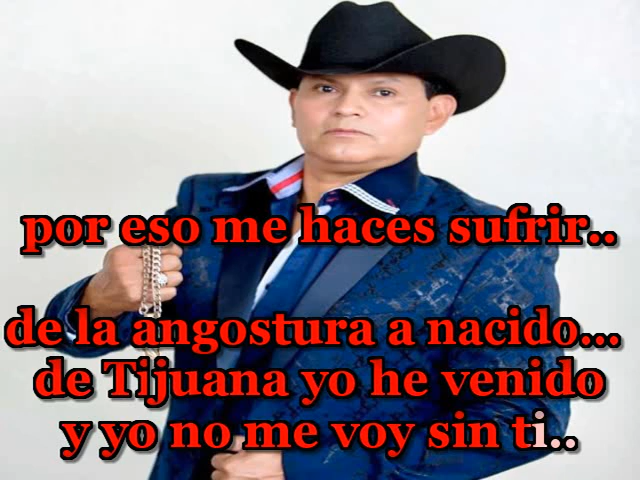 por eso me haces sufrir..
de la angostura a nacido...
de Tijuana yo he venido
y yo no me voy sin ti..